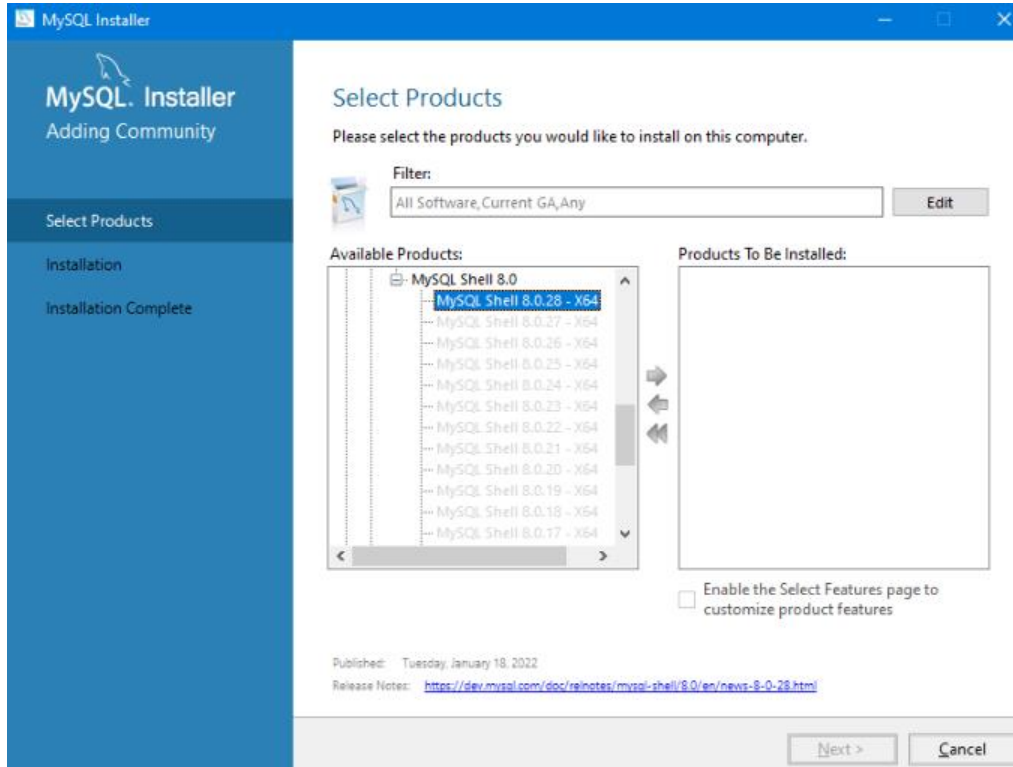 MySQL Installer
MySQL. Installer
Adding Community
Select Products
Installation
Installation Complete
Select Products
Please select the products you would like to install on this computer.
Filter:
All Software,Current GA,Any
Edit
Available Products:
MySQL Shell 8.0
MySQL Shell 8.0.28 - X64
MySQL Shell 8.0.27 - X64
MySQL Shell 8.0.26 - X64
MySQL Shell 8.0.25 - X64
MySQL Shell 8.0.24 - X64
MySQL Shell 8.0.23 - X64
MySQL Shell 8.0.22 - X64
MySQL Shell 8.0.21 - X64
MySQL Shell 8.0.20 - X64
MySQL Shell 8.0.19 - X64
MySQL Shell 8.0.18 - X64
MySQL Shell 8.0.17 - X64
Products To Be Installed:
Enable the Select Features page to
customize product features
Published: Tuesday, January 18, 2022
Release Notes: https://dev.mysql.com/doc/relnotes/mysql-shell/8.0/en/news-8-0-28.html
Next >
Cancel